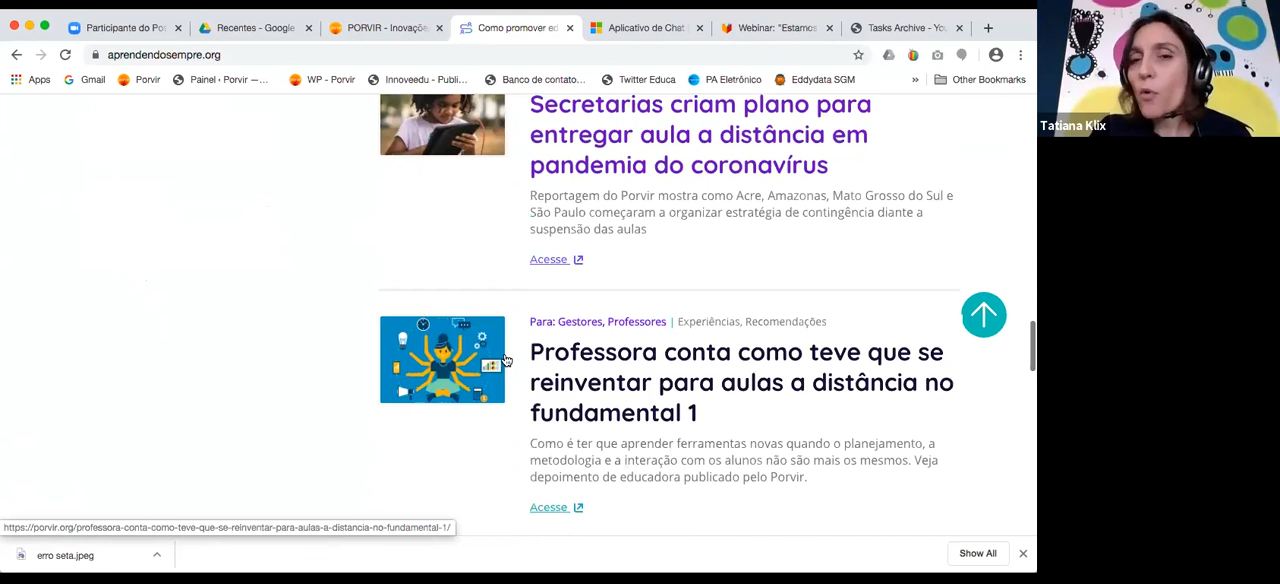 Participante do Pos
Recentes - Google
PORVIR - Inovaçõe
Como promover ed
Aplicativo de Chat
Webinar: "Estamos
Tasks Archive - Yo
aprendendosempre.org
Apps
Gmail
Porvir
Painel ‹ Porvir —...
WP - Porvir
Innoveedu - Publi...
Banco de contato...
Twitter Educa
PA Eletrônico
Eddydata SGM
»
Other Bookmarks
Tatiana Klix
Secretarias criam plano para
entregar aula a distância em
pandemia do coronavírus
Reportagem do Porvir mostra como Acre, Amazonas, Mato Grosso do Sul e
São Paulo começaram a organizar estratégia de contingência diante a
suspensão das aulas
Acesse
Para: Gestores, Professores | Experiências, Recomendações
Professora conta como teve que se
reinventar para aulas a distância no
fundamental 1
Como é ter que aprender ferramentas novas quando o planejamento, a
metodologia e a interação com os alunos não são mais os mesmos. Veja
depoimento de educadora publicado pelo Porvir.
Acesse
https://porvir.org/professora-conta-como-teve-que-se-reinventar-para-aulas-a-distancia-no-fundamental-1/
erro seta.jpeg
Show All